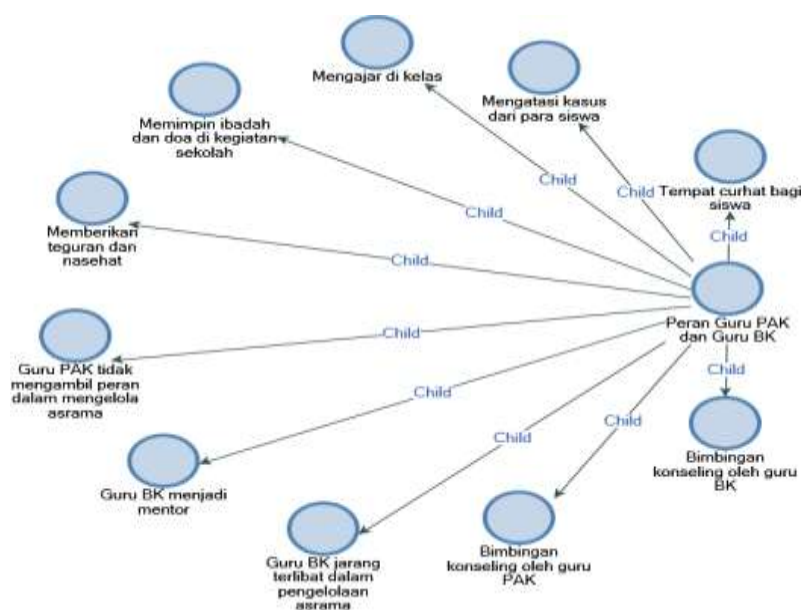 Mengajar di kelas
Mengatasi kasus
dari para siswa
Memimpin ibadah
dan doa di kegiatan
sekolah
Tempat curhat bagi
siswa
Child
Child
Child
Child
Memberikan
teguran dan
nasehat
Child
Peran Guru PAK
dan Guru BK
Child
Child
Guru PAK tidak
mengambil peran
dalam mengelola
asrama
Child
Child
Child
Bimbingan
konseling oleh guru
BK
Guru BK menjadi
mentor
Bimbingan
konseling oleh guru
PAK
Guru BK jarang
terlibat dalam
pengelolaan
asrama